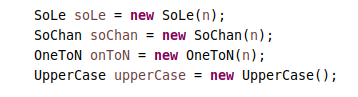 SoLe soLe = new SoLe(n);
SoChan soChan = new SoChan(n);
OneToN onToN = new OneToN(n);
UpperCase upperCase = new UpperCase();